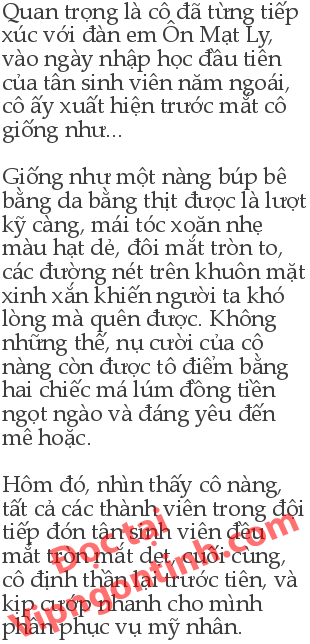 Quan trọng là cô đã từng tiếp
xúc với đàn em Ôn Mạt Ly,
vào ngày nhập học đầu tiên
của tân sinh viên năm ngoái,
cô ấy xuất hiện trước mắt cô
giống như...
Giống như một nàng búp bê
bằng da bằng thịt được là lượt
kỹ càng, mái tóc xoăn nhẹ
màu hạt dẻ, đôi mắt tròn to,
các đường nét trên khuôn mặt
xinh xắn khiến người ta khó
lòng mà quên được. Không
những thế, nụ cười của cô
nàng còn được tô điểm bằng
hai chiếc má lúm đồng tiền
ngọt ngào và đáng yêu đến
mê hoặc.
Hôm đó, nhìn thấy cô nàng,
tất cả các thành viên trong đội
tiếp đón tân sinh viên đều
mắt tròn mắt dẹt, cuối cùng,
cô định thần lại trước tiên, và
kịp cướp nhanh cho mình
phần phục vụ mỹ nhân.
Đọc tại
Vipngontinh.com